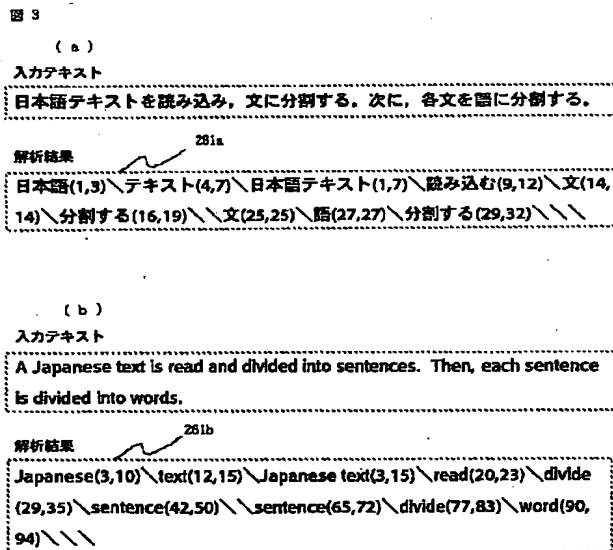 図 3
( a )
入力テキスト
日本語テキストを読み込み，文に分割する。次に，各文を語に分割する。
解析結果
261a
日本語(1,3)＼テキスト(4,7)＼日本語テキスト(1,7)＼読み込む(9,12)＼文(14,
14)＼分割する(16,19)＼＼文(25,25)＼語(27,27)＼分割する(29,32)＼＼＼
( b )
入力テキスト
A Japanese text is read and divided into sentences. Then, each sentence
is divided into words.
解析結果
261b
Japanese(3,10)＼text(12,15)＼Japanese text(3,15)＼read(20,23)＼divide
(29,35)＼sentence(42,50)＼＼sentence(65,72)＼divide(77,83)＼word(90,
94)＼＼＼